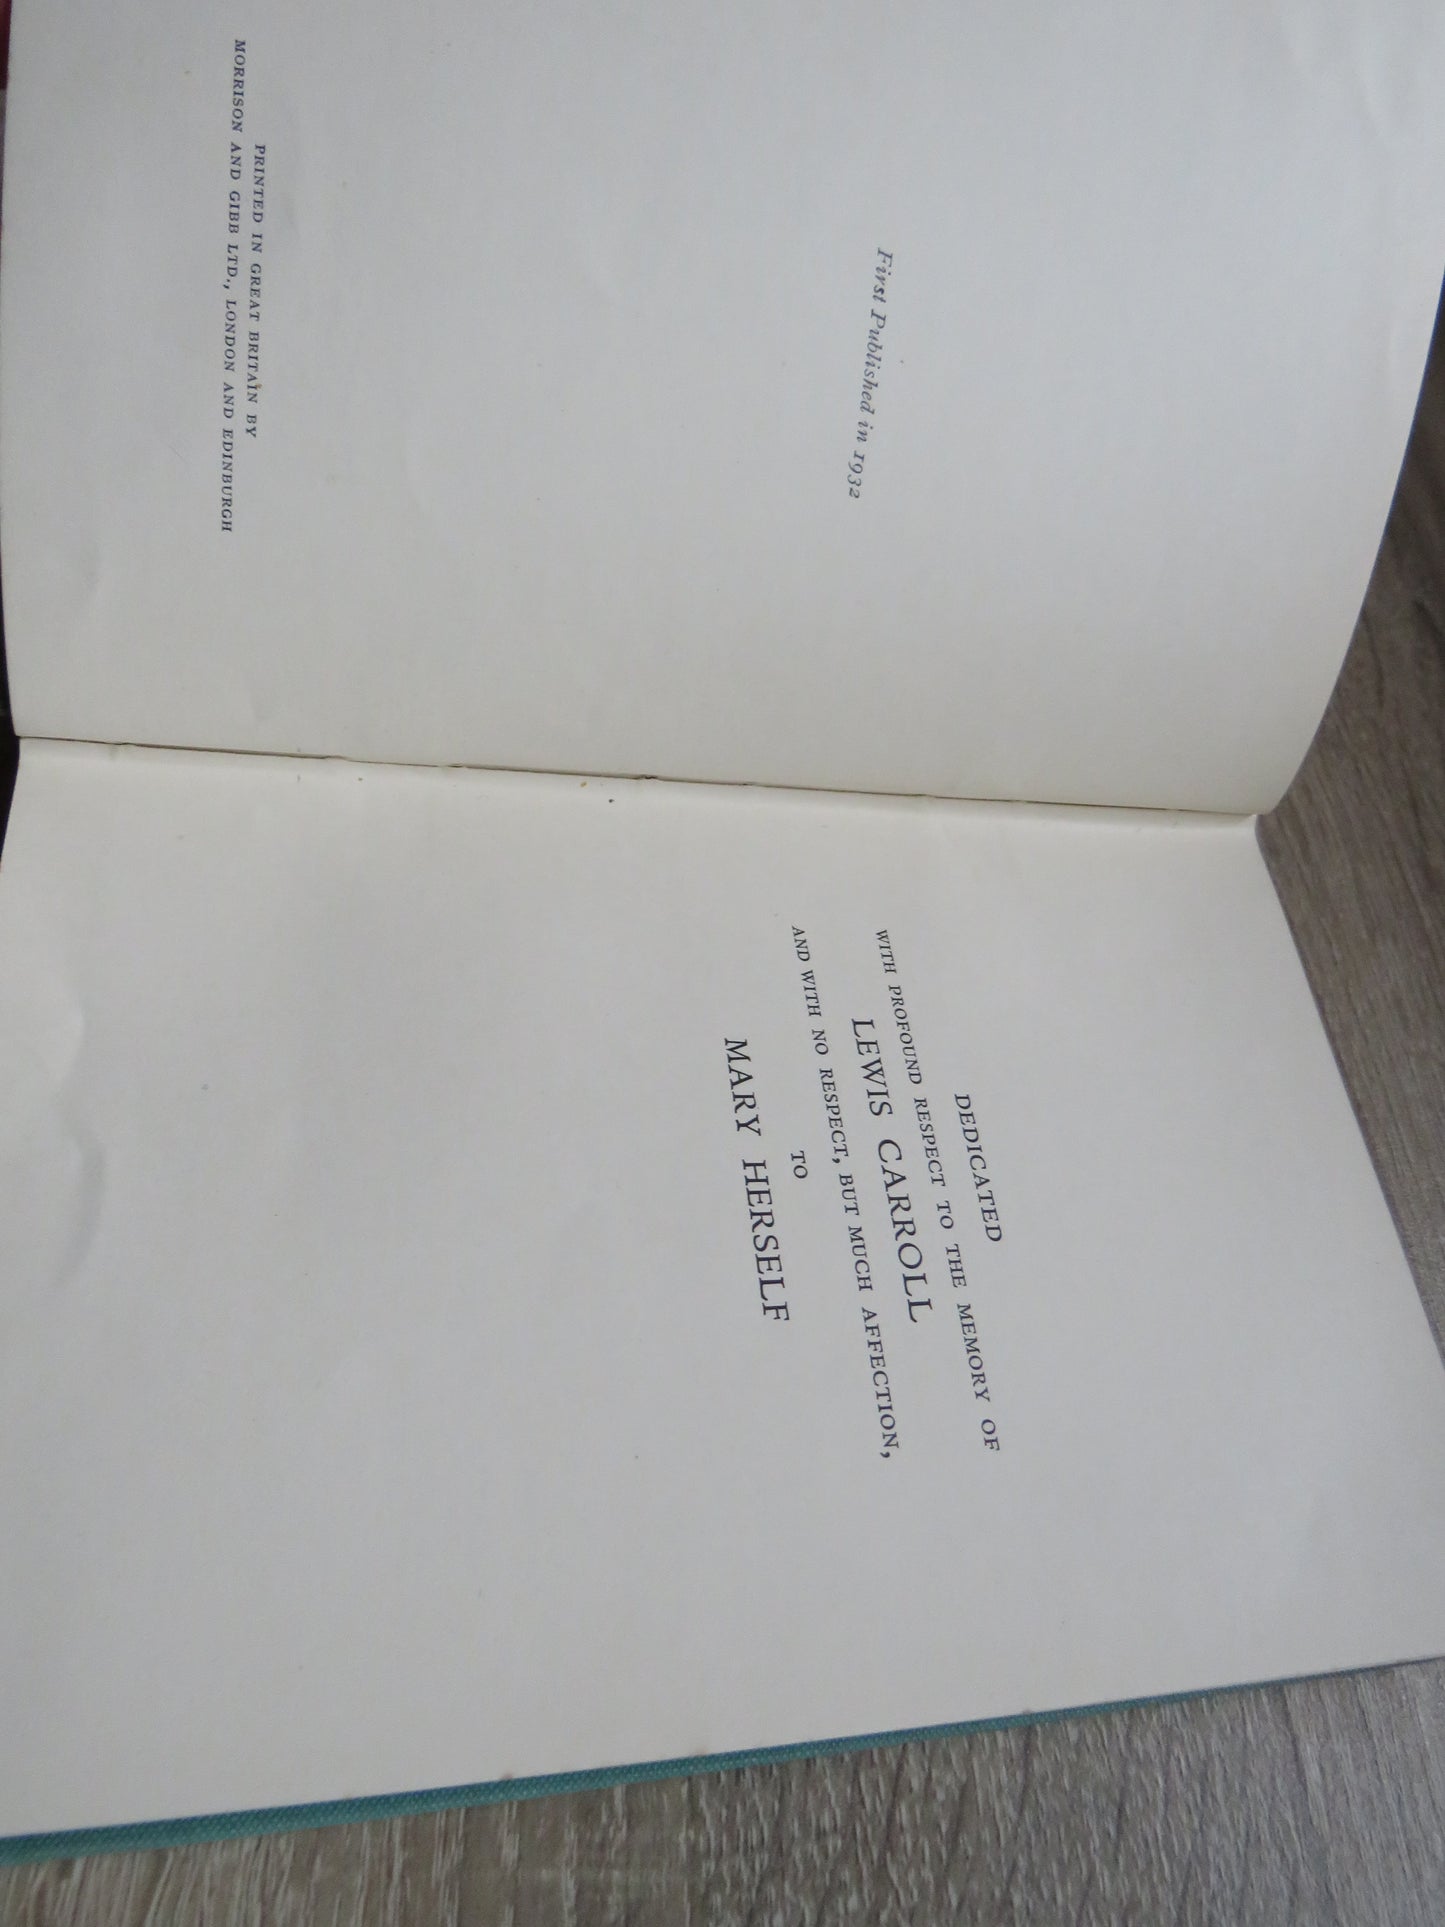 First Published in 1932
PRINTED IN GREAT BRITAIN BY
MORRISON AND GIBB LTD., LONDON AND EDINBURGH
DEDICATED
WITH PROFOUND RESPECT TO THE MEMORY OF
LEWIS CARROLL
AND WITH NO RESPECT, BUT MUCH AFFECTION,
TO
MARY HERSELF